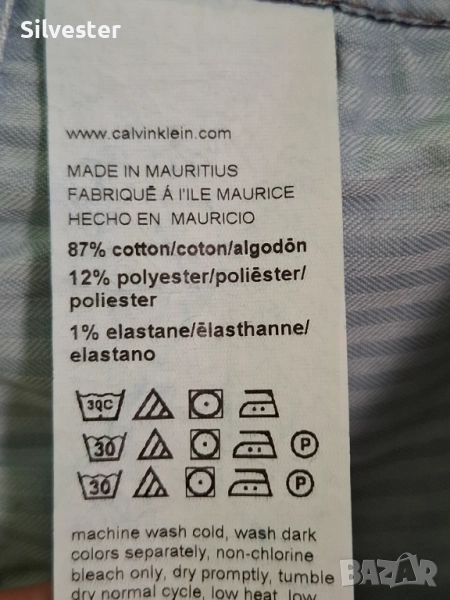 Silvester
www.calvinklein.com
MADE IN MAURITIUS
FABRIQUĒ Á I'ILE MAURICE
HECHO EN MAURICIO
87% cotton/coton/algodōn
12% polyester/poliēster/
poliester
1% elastane/ēlasthanne/
elastano
30C
30 P
30 P
machine wash cold, wash dark
colors separately, non-chlorine
bleach only, dry promptly, tumble
dry normal cycle, low heat, low
BAZAR